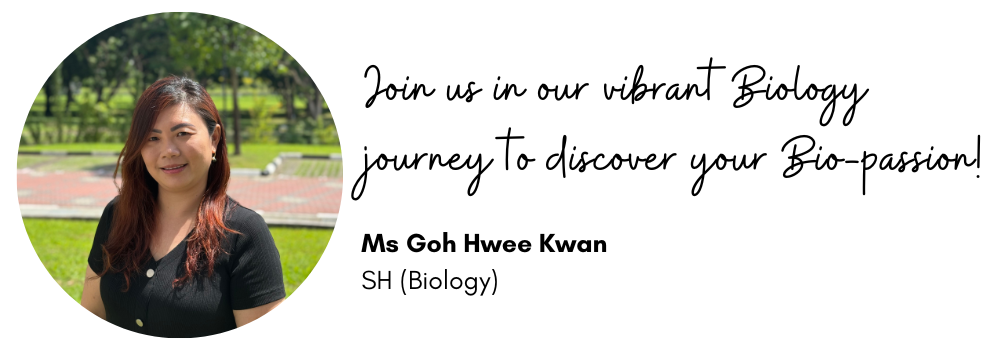 Join us in our vibrant Biology
journey to discover your Bio-passion!
Ms Goh Hwee Kwan
SH (Biology)